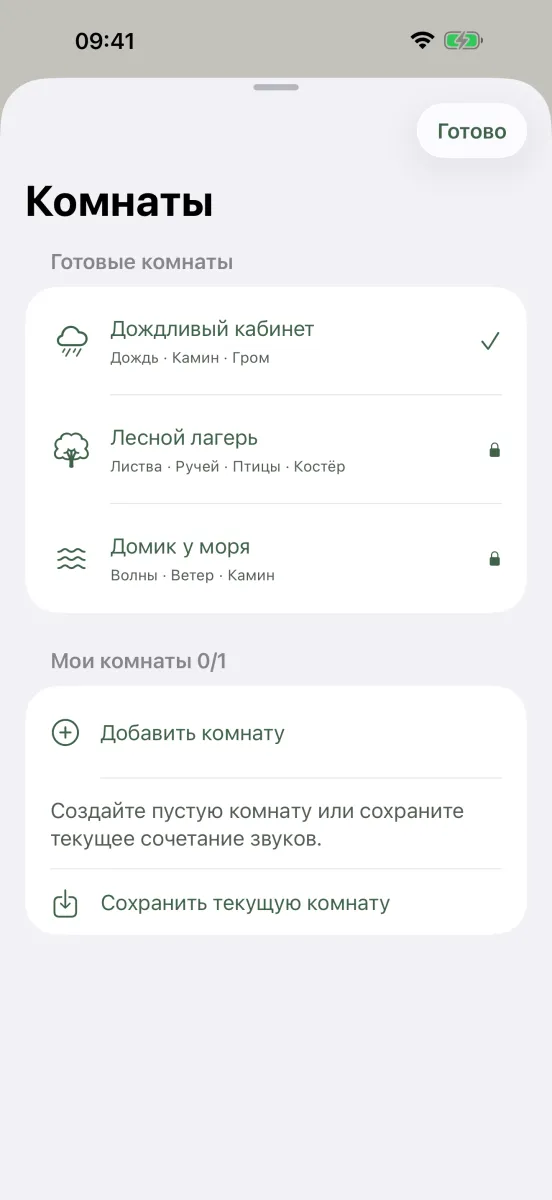 09:41
Готово
Комнаты
Готовые комнаты
Дождливый кабинет
Дождь · Камин · Гром
Лесной лагерь
Листва · Ручей · Птицы · Костёр
Домик у моря
Волны · Ветер · Камин
Мои комнаты 0/1
Добавить комнату
Создайте пустую комнату или сохраните
текущее сочетание звуков.
Сохранить текущую комнату